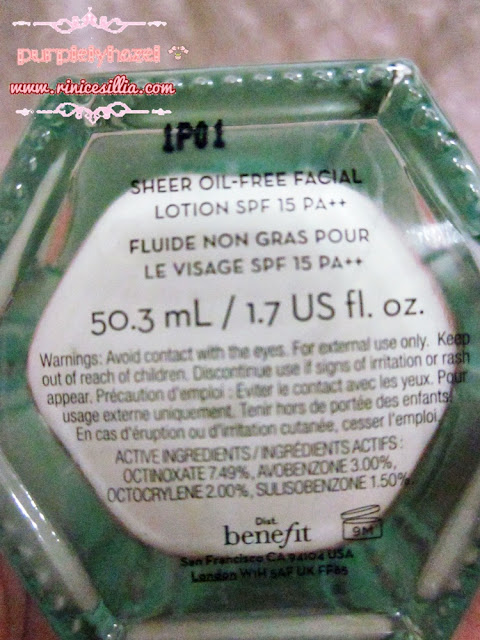 purplelyhazel
www.rinicesillia.com
1P01
SHEER OIL-FREE FACIAL
LOTION SPF 15 PA++
FLUIDE NON GRAS POUR
LE VISAGE SPF 15 PA++
50.3 mL / 1.7 US fl. oz.
Warnings: Avoid contact with the eyes. For external use only. Keep
out of reach of children. Discontinue use if signs of irritation or rash
appear. Précaution d'emploi : Éviter le contact avec les yeux. Pour
usage externe uniquement. Tenir hors de portée des enfants.
En cas d'éruption ou d'irritation cutanée, cesser l'emploi.
ACTIVE INGREDIENTS / INGRÉDIENTS ACTIFS :
OCTINOXATE 7.49%, AVOBENZONE 3.00%,
OCTOCRYLENE 2.00%, SULISOBENZONE 1.50%.
Dist.
benefit
9M
San Francisco CA 94104 USA
London W1H 5AF UK FF85